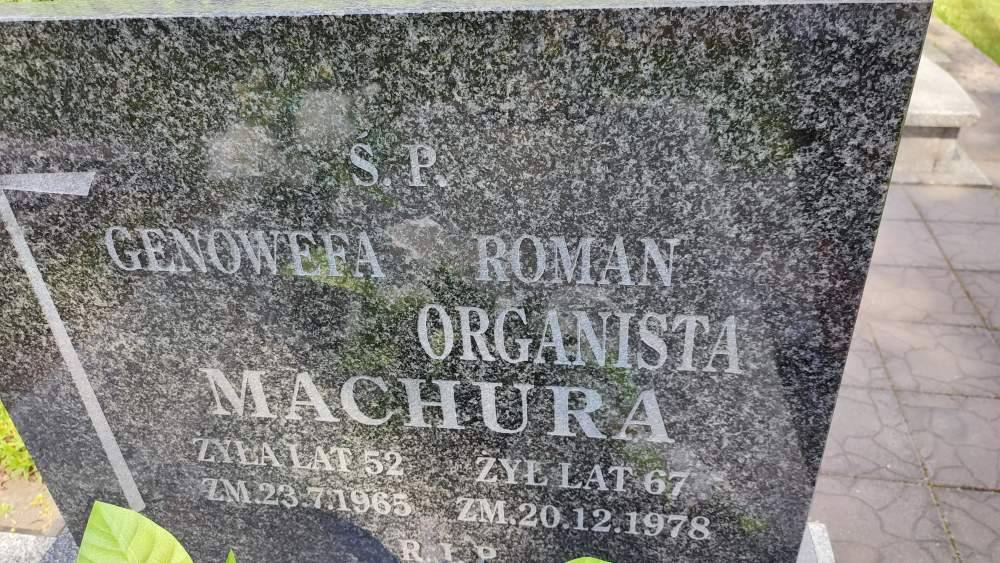 Ś. P.
GENOWEFA ROMAN
ORGANISTA
MACHURA
ŻYŁA LAT 52 ŻYŁ LAT 67
ZM.23.7.1965 ZM.20.12.1978
R.I.P.